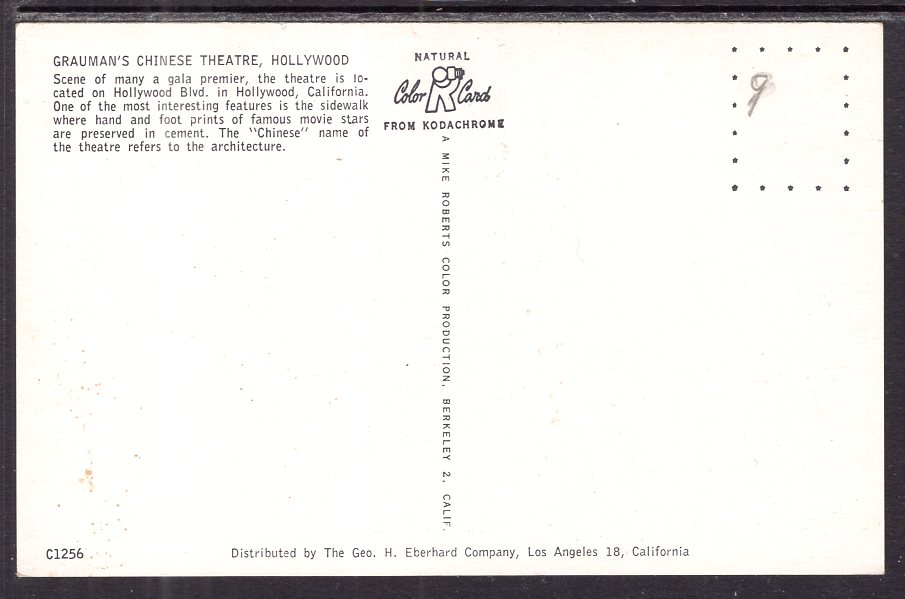 GRAUMAN'S CHINESE THEATRE, HOLLYWOOD
Scene of many a gala premier, the theatre is lo-
cated on Hollywood Blvd. in Hollywood, California.
One of the most interesting features is the sidewalk
where hand and foot prints of famous movie stars
are preserved in cement. The "Chinese" name of
the theatre refers to the architecture.
NATURAL
Color R Card
FROM KODACHROME
A MIKE ROBERTS COLOR PRODUCTION, BERKELEY 2, CALIF.
9
C1256
Distributed by The Geo. H. Eberhard Company, Los Angeles 18, California